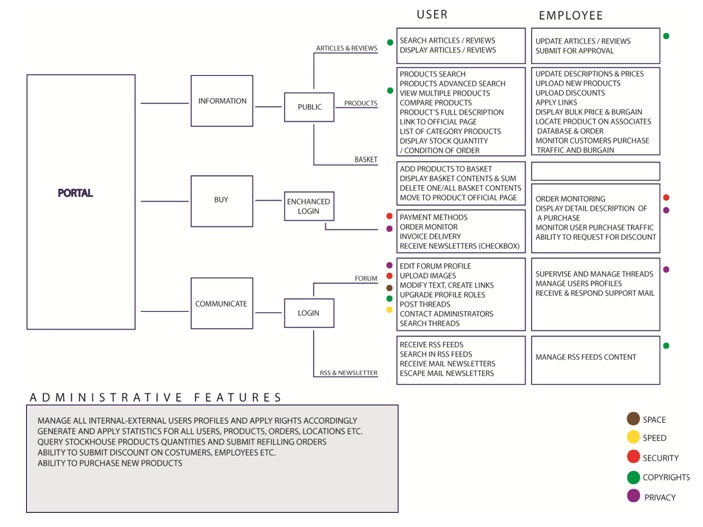 USER
EMPLOYEE
ARTICLES & REVIEWS
SEARCH ARTICLES / REVIEWS
DISPLAY ARTICLES / REVIEWS
UPDATE ARTICLES / REVIEWS
SUBMIT FOR APPROVAL
PORTAL
INFORMATION
PUBLIC
PRODUCTS
PRODUCTS SEARCH
PRODUCTS ADVANCED SEARCH
VIEW MULTIPLE PRODUCTS
COMPARE PRODUCTS
PRODUCT'S FULL DESCRIPTION
LINK TO OFFICIAL PAGE
LIST OF CATEGORY PRODUCTS
DISPLAY STOCK QUANTITY
/ CONDITION OF ORDER
UPDATE DESCRIPTIONS & PRICES
UPLOAD NEW PRODUCTS
UPLOAD DISCOUNTS
APPLY LINKS
DISPLAY BULK PRICE & BURGAIN
LOCATE PRODUCT ON ASSOCIATES
DATABASE & ORDER
MONITOR CUSTOMERS PURCHASE
TRAFFIC AND BURGAIN
BASKET
ADD PRODUCTS TO BASKET
DISPLAY BASKET CONTENTS & SUM
DELETE ONE/ALL BASKET CONTENTS
MOVE TO PRODUCT OFFICIAL PAGE
BUY
ENCHANCED
LOGIN
PAYMENT METHODS
ORDER MONITOR
INVOICE DELIVERY
RECEIVE NEWSLETTERS (CHECKBOX)
ORDER MONITORING
DISPLAY DETAIL DESCRIPTION OF
A PURCHASE
MONITOR USER PURCHASE TRAFFIC
ABILITY TO REQUEST FOR DISCOUNT
COMMUNICATE
LOGIN
FORUM
EDIT FORUM PROFILE
UPLOAD IMAGES
MODIFY TEXT, CREATE LINKS
UPGRADE PROFILE ROLES
POST THREADS
CONTACT ADMINISTRATORS
SEARCH THREADS
SUPERVISE AND MANAGE THREADS
MANAGE USERS PROFILES
RECEIVE & RESPOND SUPPORT MAIL
RSS & NEWSLETTER
RECEIVE RSS FEEDS
SEARCH IN RSS FEEDS
RECEIVE MAIL NEWSLETTERS
ESCAPE MAIL NEWSLETTERS
MANAGE RSS FEEDS CONTENT
ADMINISTRATIVE FEATURES
MANAGE ALL INTERNAL-EXTERNAL USERS PROFILES AND APPLY RIGHTS ACCORDINGLY
GENERATE AND APPLY STATISTICS FOR ALL USERS, PRODUCTS, ORDERS, LOCATIONS ETC.
QUERY STOCKHOUSE PRODUCTS QUANTITIES AND SUBMIT REFILLING ORDERS
ABILITY TO SUBMIT DISCOUNT ON COSTUMERS, EMPLOYEES ETC.
ABILITY TO PURCHASE NEW PRODUCTS
SPACE
SPEED
SECURITY
COPYRIGHTS
PRIVACY